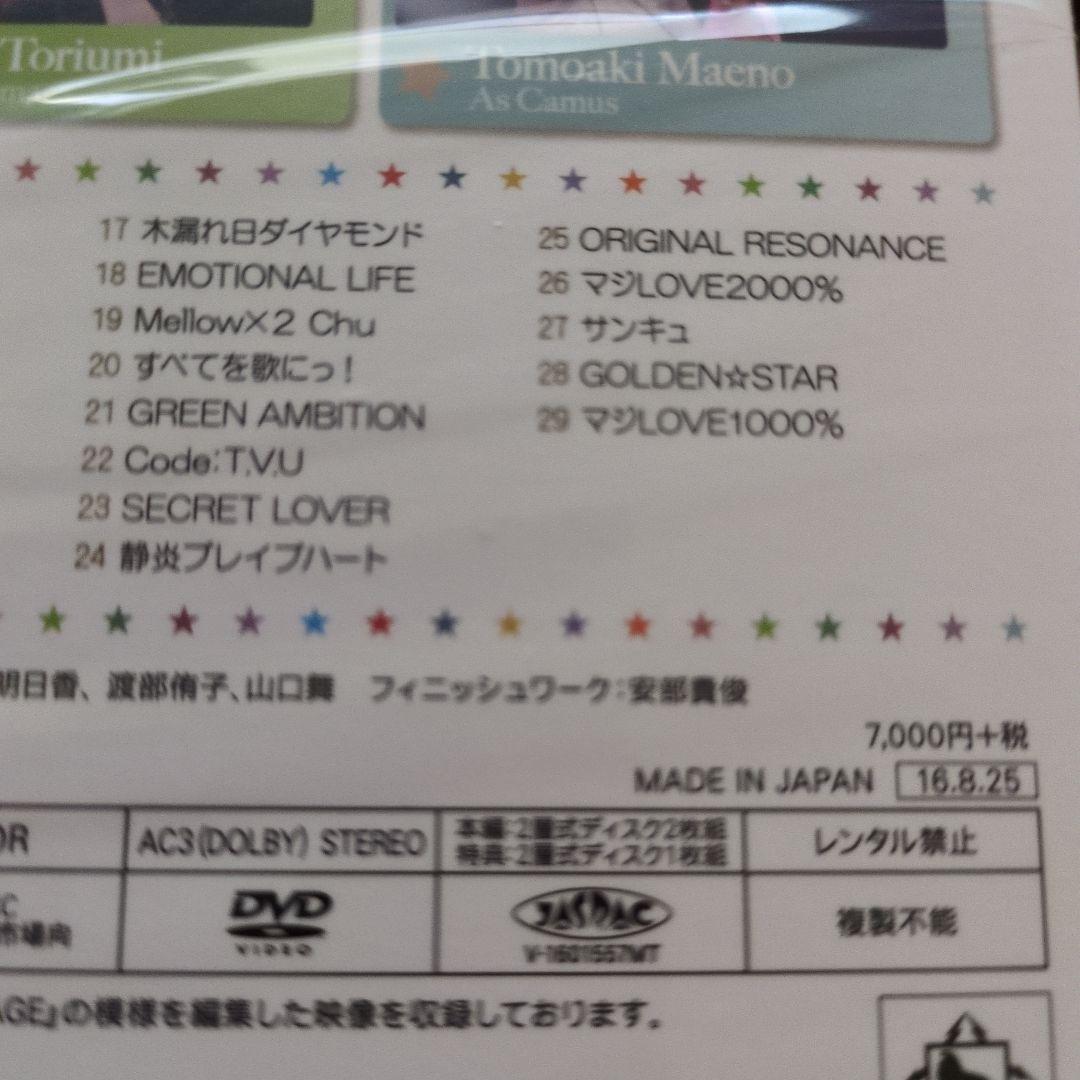 Toriumi
Tomoaki Maeno
As Camus
17 木漏れ日ダイヤモンド
18 EMOTIONAL LIFE
19 Mellow×2 Chu
20 すべてを歌にっ!
21 GREEN AMBITION
22 Code:T.V.U
23 SECRET LOVER
24 静炎ブレイブハート
25 ORIGINAL RESONANCE
26 マジLOVE2000%
27 サンキュ
28 GOLDEN☆STAR
29 マジLOVE1000%
明日香、渡部侑子、山口舞 フィニッシュワーク:安部貴俊
7,000円+税
MADE IN JAPAN 16.8.25
OR
AC3(DOLBY) STEREO
本編:2層式ディスク2枚組
特典:2層式ディスク1枚組
レンタル禁止
C
市場向
DVD
VIDEO
JASRAC
V-1601557MT
複製不能
AGE』の模様を編集した映像を収録しております。